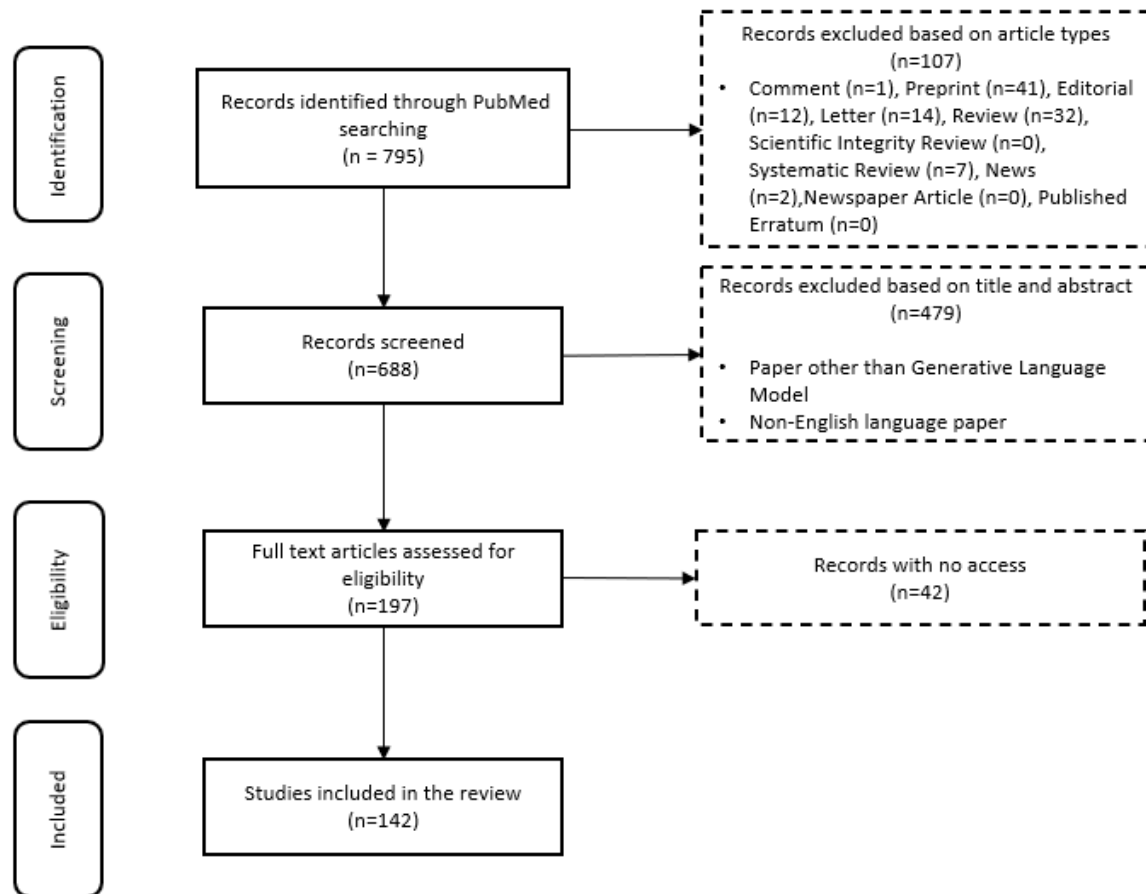 Identification
Records identified through PubMed
searching
(n = 795)
Records excluded based on article types
(n=107)
• Comment (n=1), Preprint (n=41), Editorial
(n=12), Letter (n=14), Review (n=32),
Scientific Integrity Review (n=0),
Systematic Review (n=7), News
(n=2),Newspaper Article (n=0), Published
Erratum (n=0)
Screening
Records screened
(n=688)
Records excluded based on title and abstract
(n=479)
• Paper other than Generative Language
Model
• Non-English language paper
Eligibility
Full text articles assessed for
eligibility
(n=197)
Records with no access
(n=42)
Included
Studies included in the review
(n=142)